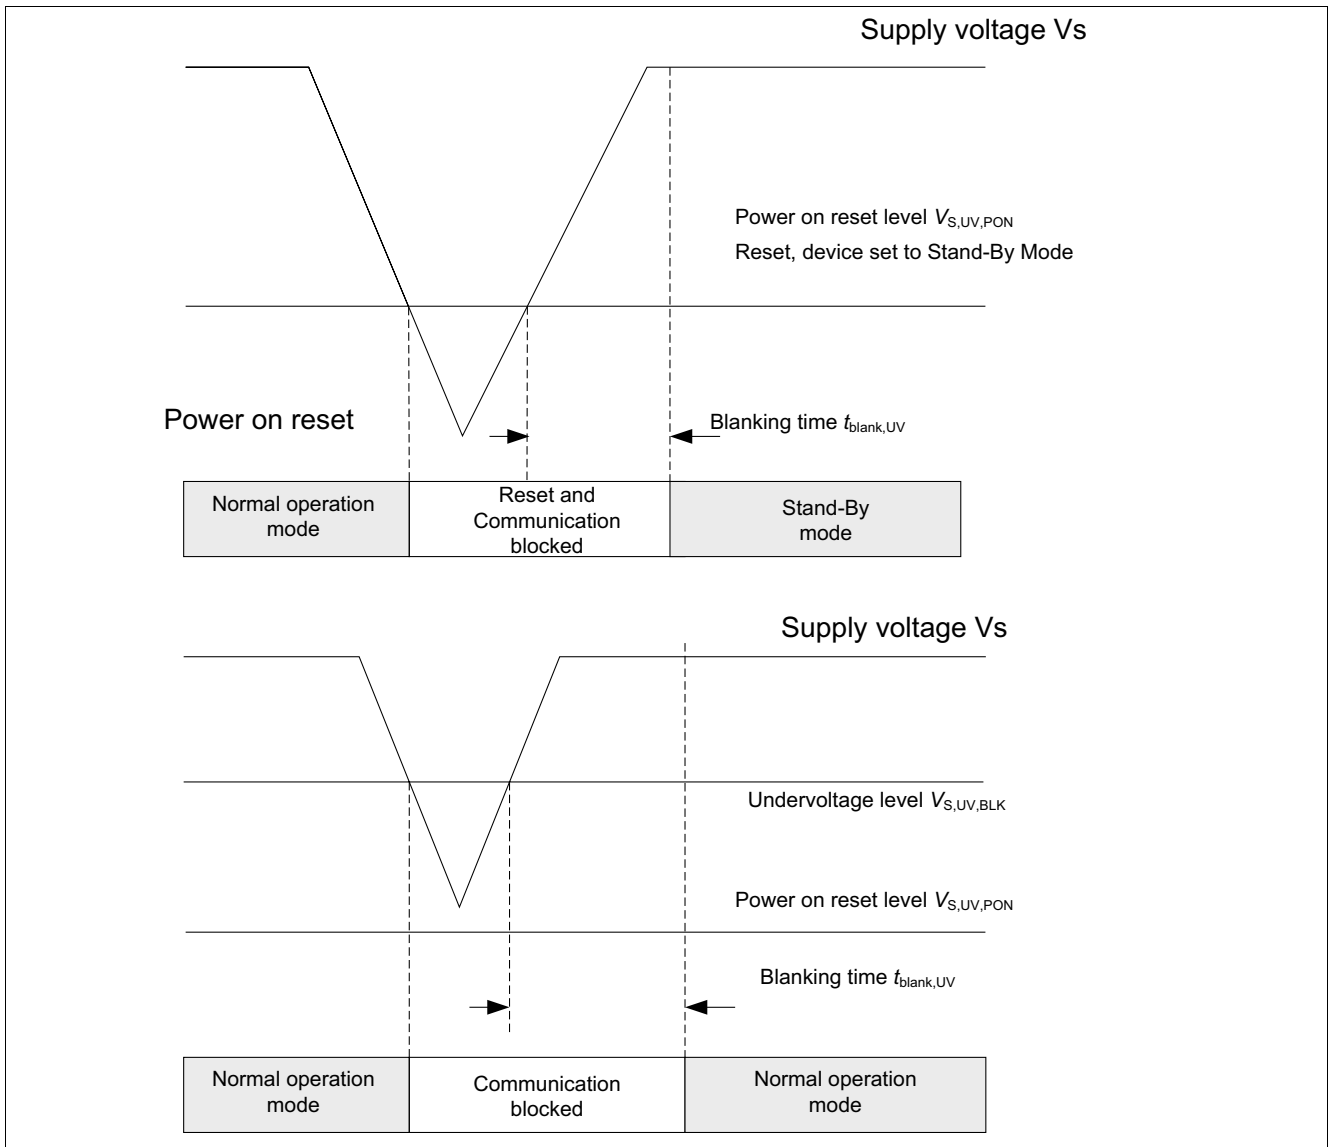 Supply voltage Vs
Power on reset level VS,UV,PON
Reset, device set to Stand-By Mode
Power on reset
Blanking time tblank,UV
Normal operation
mode
Reset and
Communication
blocked
Stand-By
mode
Supply voltage Vs
Undervoltage level VS,UV,BLK
Power on reset level VS,UV,PON
Blanking time tblank,UV
Normal operation
mode
Communication
blocked
Normal operation
mode